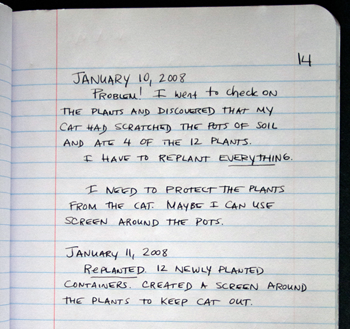 14
JANUARY 10, 2008
PROBLEM! I went to check on
THE PLANTS AND DISCOVERED THAT MY
CAT HAD SCRATCHED THE POTS OF SOIL
AND ATE 4 OF THE 12 PLANTS.
I HAVE TO REPLANT EVERYTHING.
I NEED TO PROTECT THE PLANTS
FROM THE CAT. MAYBE I CAN USE
SCREEN AROUND THE POTS.
JANUARY 11, 2008
REPLANTED. 12 NEWLY PLANTED
CONTAINERS. CREATED A SCREEN AROUND
THE PLANTS TO KEEP CAT OUT.